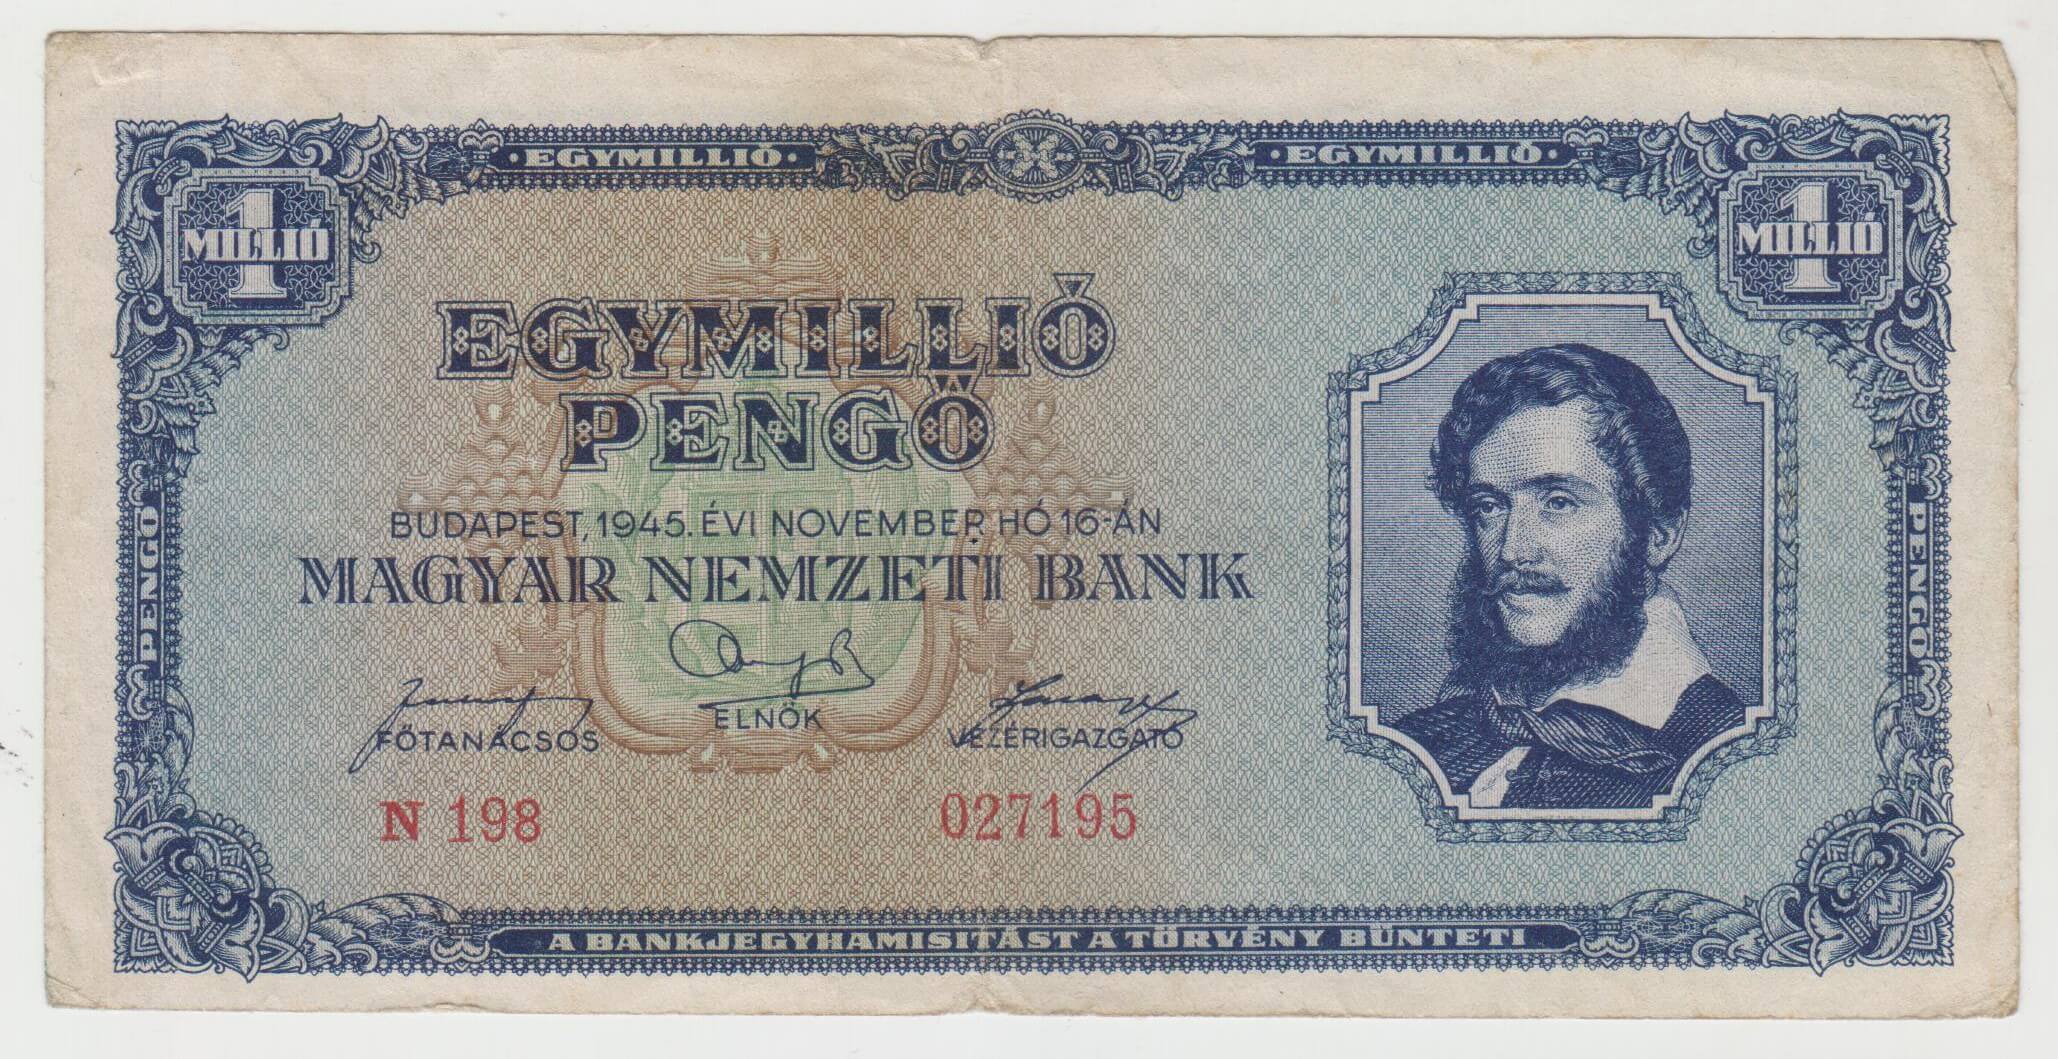 ·EGYMILLIÓ· ·EGYMILLIÓ·
1 MILLIÓ
1 MILLIÓ
EGYMILLIÓ
PENGŐ
BUDAPEST, 1945. ÉVI NOVEMBER HÓ 16-ÁN
MAGYAR NEMZETI BANK
FŐTANÁCSOS
ELNÖK
VEZÉRIGAZGATÓ
N 198
027195
PENGŐ
PENGŐ
A BANKJEGYHAMISITÁST A TÖRVÉNY BÜNTETI